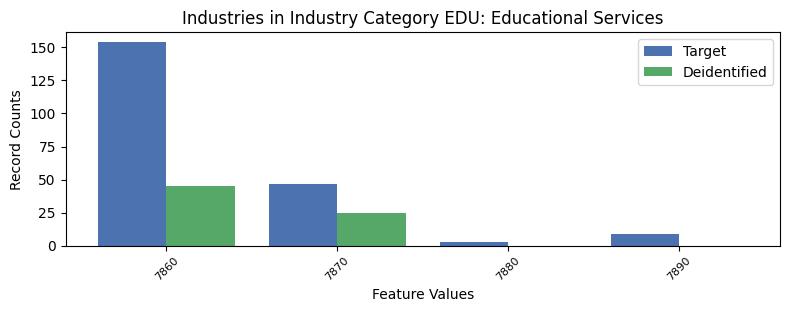 Industries in Industry Category EDU: Educational Services
Target
Deidentified
Record Counts
150
125
100
75
50
25
0
7860
7870
7880
7890
Feature Values